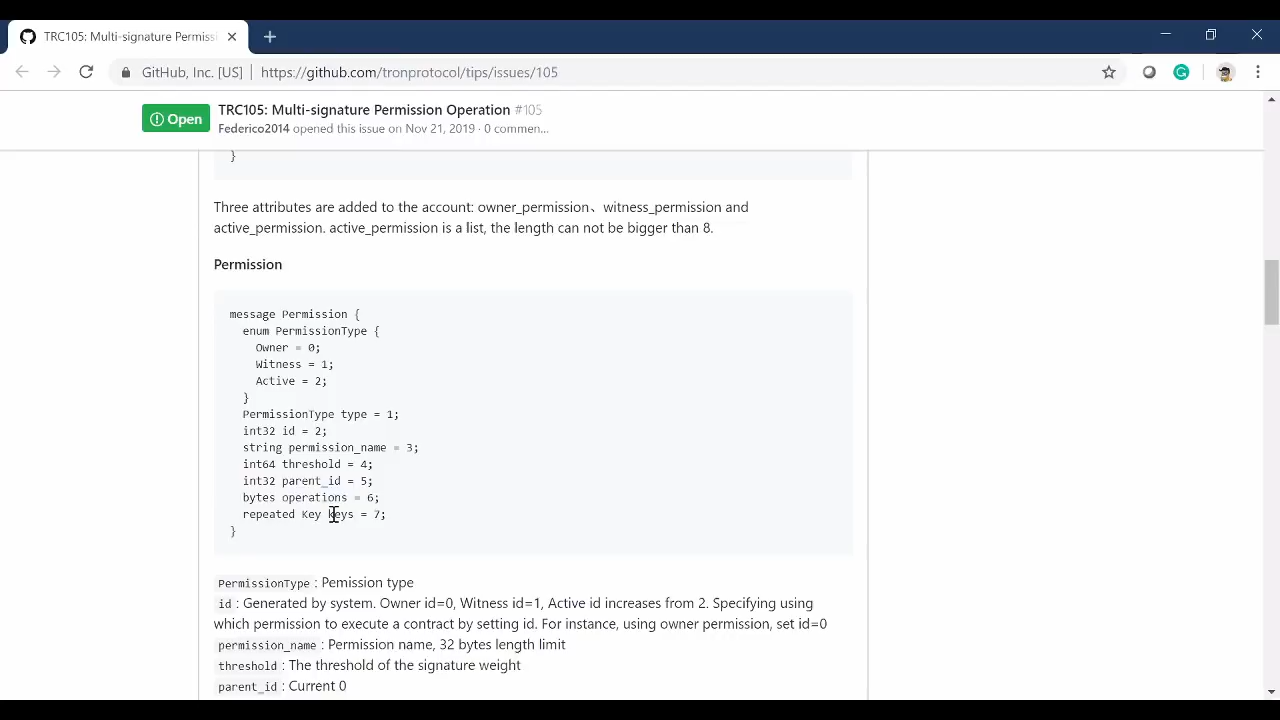 TRC105: Multi-signature Permiss
GitHub, Inc. [US] https://github.com/tronprotocol/tips/issues/105
Open
TRC105: Multi-signature Permission Operation #105
Federico2014 opened this issue on Nov 21, 2019 · 0 commen...
}
Three attributes are added to the account: owner_permission、witness_permission and
active_permission. active_permission is a list, the length can not be bigger than 8.
Permission
message Permission {
enum PermissionType {
Owner = 0;
Witness = 1;
Active = 2;
}
PermissionType type = 1;
int32 id = 2;
string permission_name = 3;
int64 threshold = 4;
int32 parent_id = 5;
bytes operations = 6;
repeated Key keys = 7;
}
PermissionType : Pemission type
id : Generated by system. Owner id=0, Witness id=1, Active id increases from 2. Specifying using
which permission to execute a contract by setting id. For instance, using owner permission, set id=0
permission_name : Permission name, 32 bytes length limit
threshold : The threshold of the signature weight
parent_id : Current 0